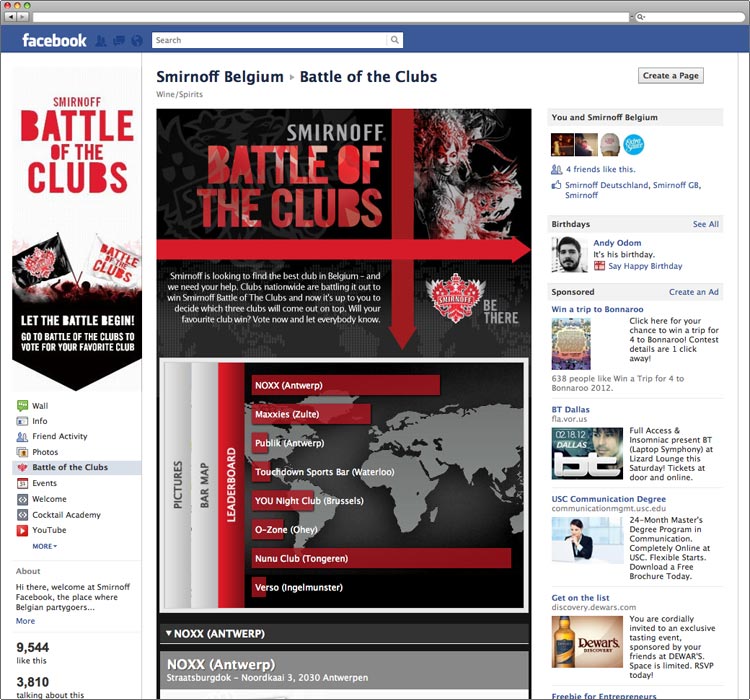 facebook
Search
SMIRNOFF
BATTLE
OF THE
CLUBS
BATTLE
OF THE
CLUBS
LET THE BATTLE BEGIN!
GO TO BATTLE OF THE CLUBS TO
VOTE FOR YOUR FAVORITE CLUB
Wall
Info
Friend Activity
Photos
Battle of the Clubs
Events
Welcome
Cocktail Academy
YouTube
MORE
About
Hi there, welcome at Smirnoff
Facebook, the place where
Belgian partygoers...
More
9,544
like this
3,810
talking about this
Smirnoff Belgium ▸ Battle of the Clubs
Wine/Spirits
Create a Page
SMIRNOFF
BATTLE OF
THE CLUBS
Smirnoff is looking to find the best club in Belgium – and
we need your help. Clubs nationwide are battling it out to
win Smirnoff Battle of The Clubs and now it's up to you to
decide which three clubs will come out on top. Will your
favourite club win? Vote now and let everybody know.
SMIRNOFF
BE
THERE
PICTURES
BAR MAP
LEADERBOARD
NOXX (Antwerp)
Maxxies (Zulte)
Publik (Antwerp)
Touchdown Sports Bar (Waterloo)
YOU Night Club (Brussels)
O-Zone (Ohey)
Nunu Club (Tongeren)
Verso (Ingelmunster)
NOXX (ANTWERP)
NOXX (Antwerp)
Straatsburgdok – Noordkaai 3, 2030 Antwerpen
You and Smirnoff Belgium
4 friends like this.
Smirnoff Deutschland, Smirnoff GB,
Smirnoff
Birthdays
See All
Andy Odom
It's his birthday.
Say Happy Birthday
Sponsored
Create an Ad
Win a trip to Bonnaroo
Click here for your
chance to win a trip for
4 to Bonnaroo! Contest
details are 1 click
away!
638 people like Win a Trip for 4 to
Bonnaroo 2012.
BT Dallas
fla.vor.us
02.18.12
DALLAS
bt
Full Access &
Insomniac present BT
(Laptop Symphony) at
Lizard Lounge this
Saturday! Tickets at
door and online.
USC Communication Degree
communicationmgmt.usc.edu
24-Month Master's
Degree Program in
Communication.
Completely Online at
USC. Flexible Starts.
Download a Free
Brochure Today.
Get on the list
discovery.dewars.com
Dewar's
DISCOVERY
You are cordially
invited to an exclusive
tasting event,
sponsored by your
friends at DEWAR'S.
Space is limited. RSVP
today!
Freebie for Entrepreneurs